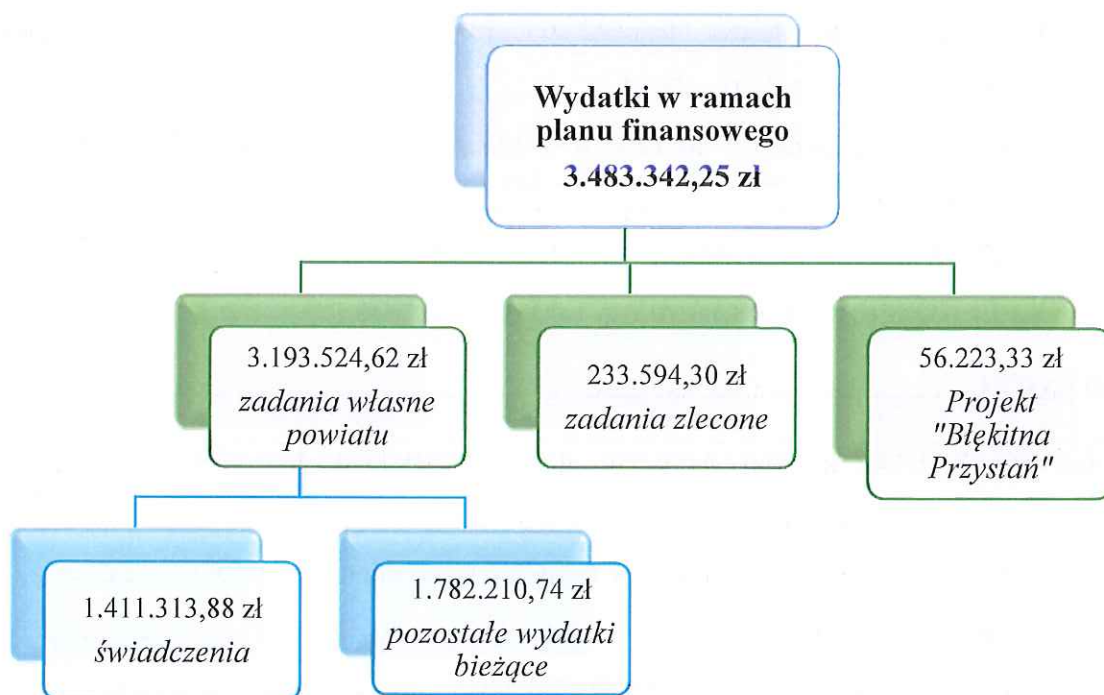 Wydatki w ramach
planu finansowego
3.483.342,25 zł
3.193.524,62 zł
zadania własne
powiatu
233.594,30 zł
zadania zlecone
56.223,33 zł
Projekt
"Błękitna
Przystań"
1.411.313,88 zł
świadczenia
1.782.210,74 zł
pozostałe wydatki
bieżące